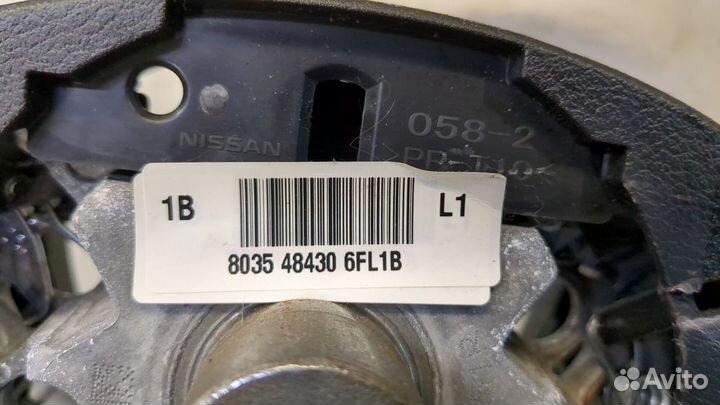 058-2
NISSAN
1B L1
8035 48430 6FL1B
Avito